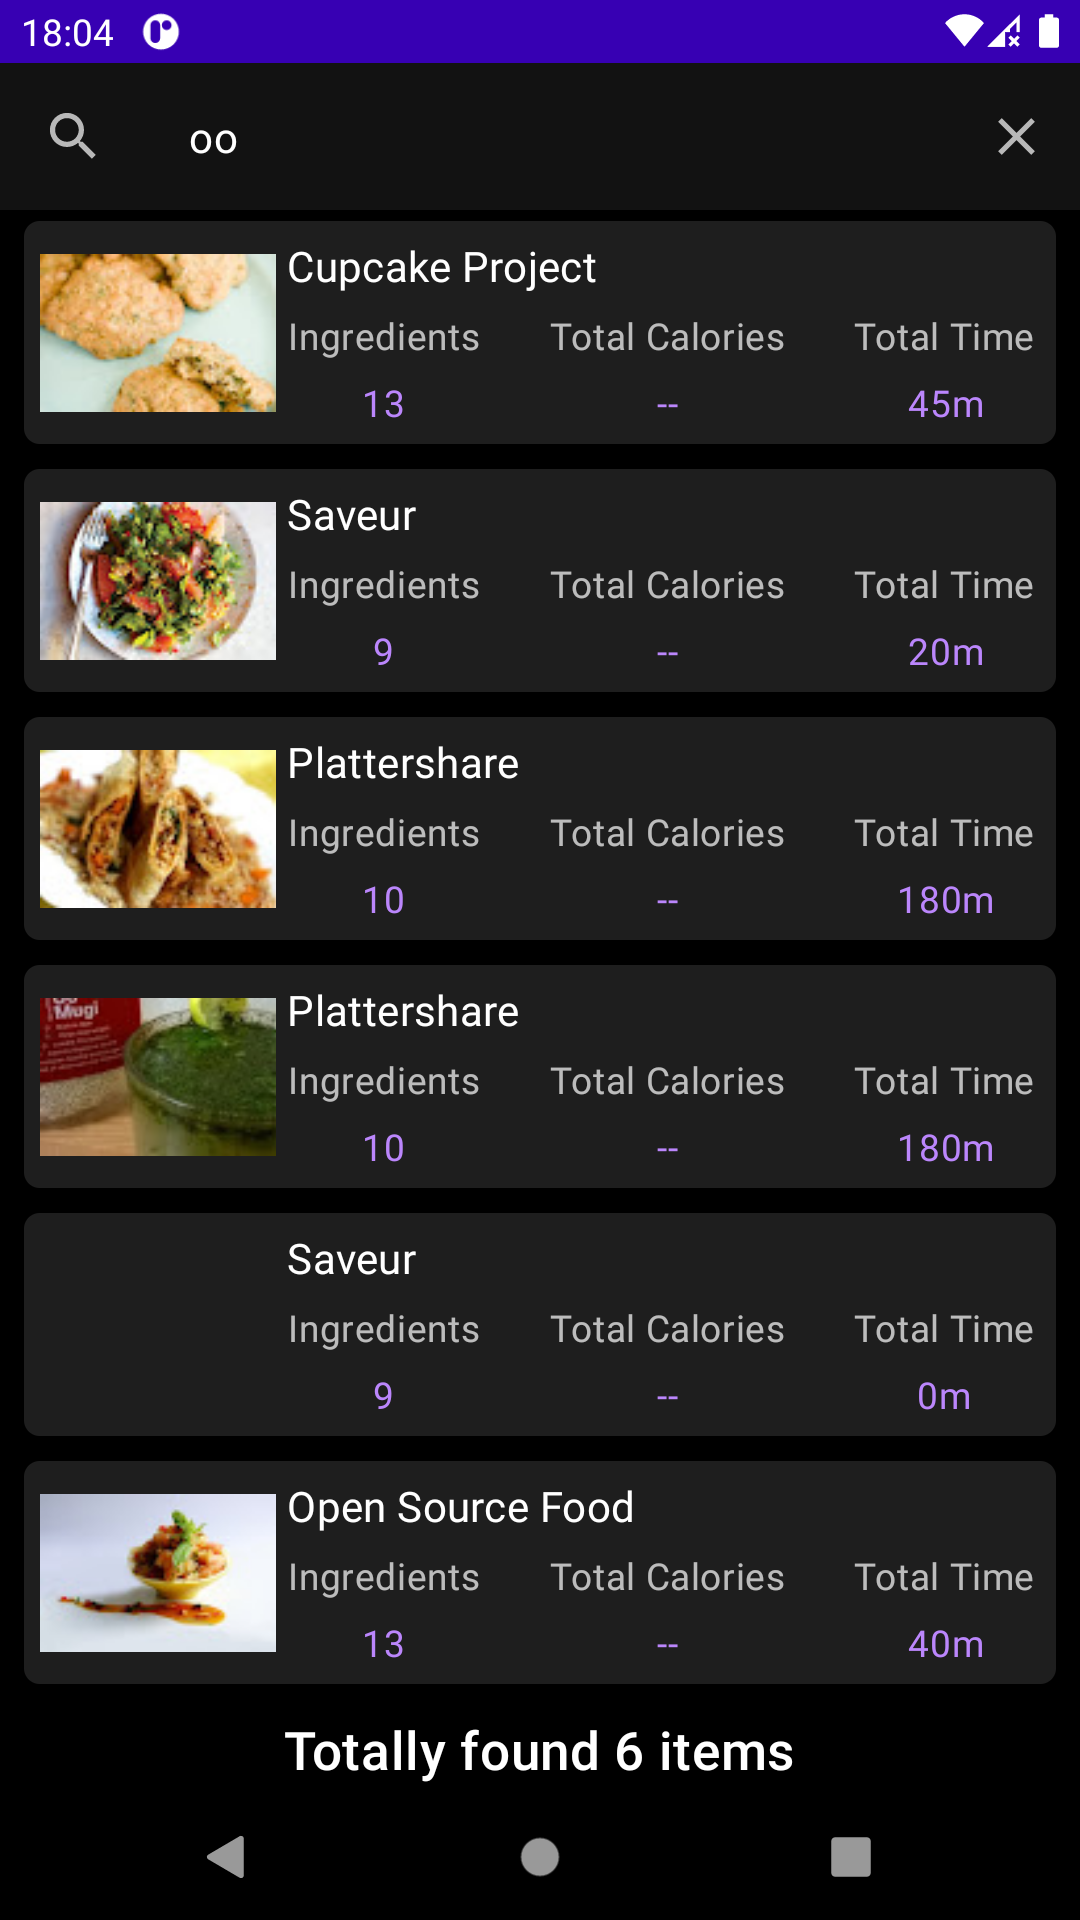 18:04
oo
Cupcake Project
Ingredients Total Calories Total Time
13 -- 45m
Saveur
Ingredients Total Calories Total Time
9 -- 20m
Plattershare
Ingredients Total Calories Total Time
10 -- 180m
Plattershare
Mugi
Ingredients Total Calories Total Time
10 -- 180m
Saveur
Ingredients Total Calories Total Time
9 -- 0m
Open Source Food
Ingredients Total Calories Total Time
13 -- 40m
Totally found 6 items